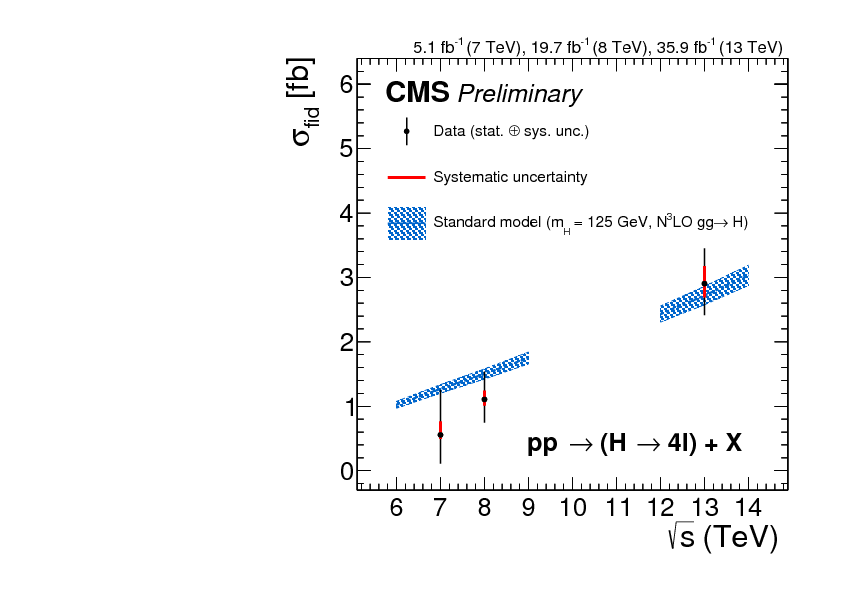 5.1 fb⁻¹ (7 TeV), 19.7 fb⁻¹ (8 TeV), 35.9 fb⁻¹ (13 TeV)
σfid [fb]
CMS Preliminary
Data (stat. ⊕ sys. unc.)
Systematic uncertainty
Standard model (mH = 125 GeV, N³LO gg→ H)
6
5
4
3
2
1
0
pp → (H → 4l) + X
6 7 8 9 10 11 12 13 14
√s (TeV)